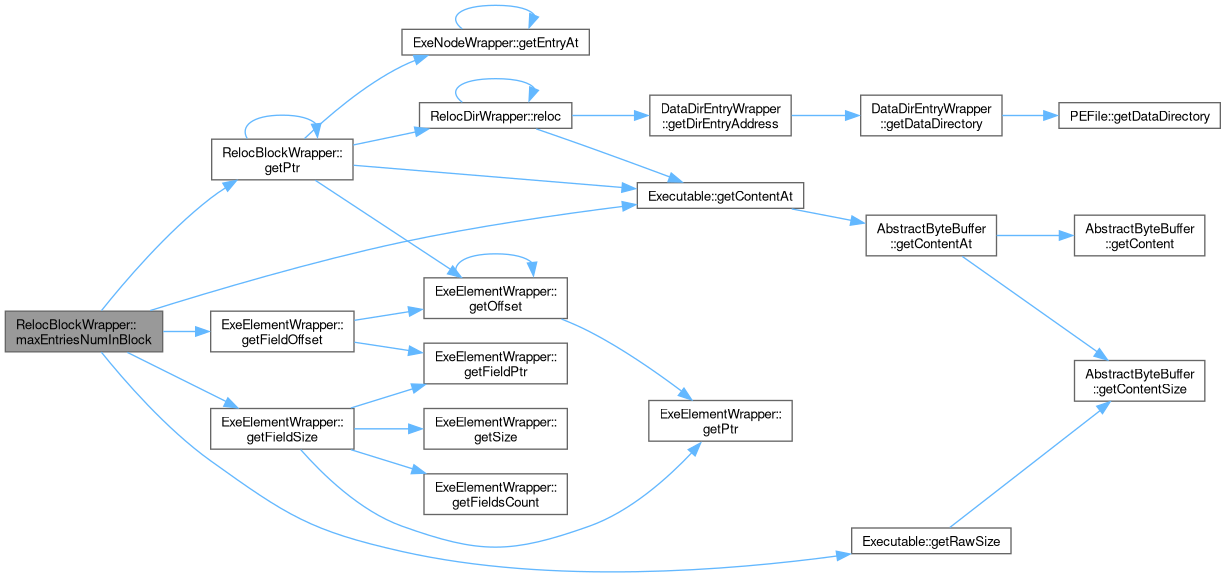 ExeNodeWrapper::getEntryAt
RelocDirWrapper::reloc
DataDirEntryWrapper
::getDirEntryAddress
DataDirEntryWrapper
::getDataDirectory
PEFile::getDataDirectory
RelocBlockWrapper::
getPtr
Executable::getContentAt
AbstractByteBuffer
::getContentAt
AbstractByteBuffer
::getContent
ExeElementWrapper::
getOffset
RelocBlockWrapper::
maxEntriesNumInBlock
ExeElementWrapper::
getFieldOffset
ExeElementWrapper::
getFieldPtr
AbstractByteBuffer
::getContentSize
ExeElementWrapper::
getFieldSize
ExeElementWrapper::
getSize
ExeElementWrapper::
getPtr
ExeElementWrapper::
getFieldsCount
Executable::getRawSize